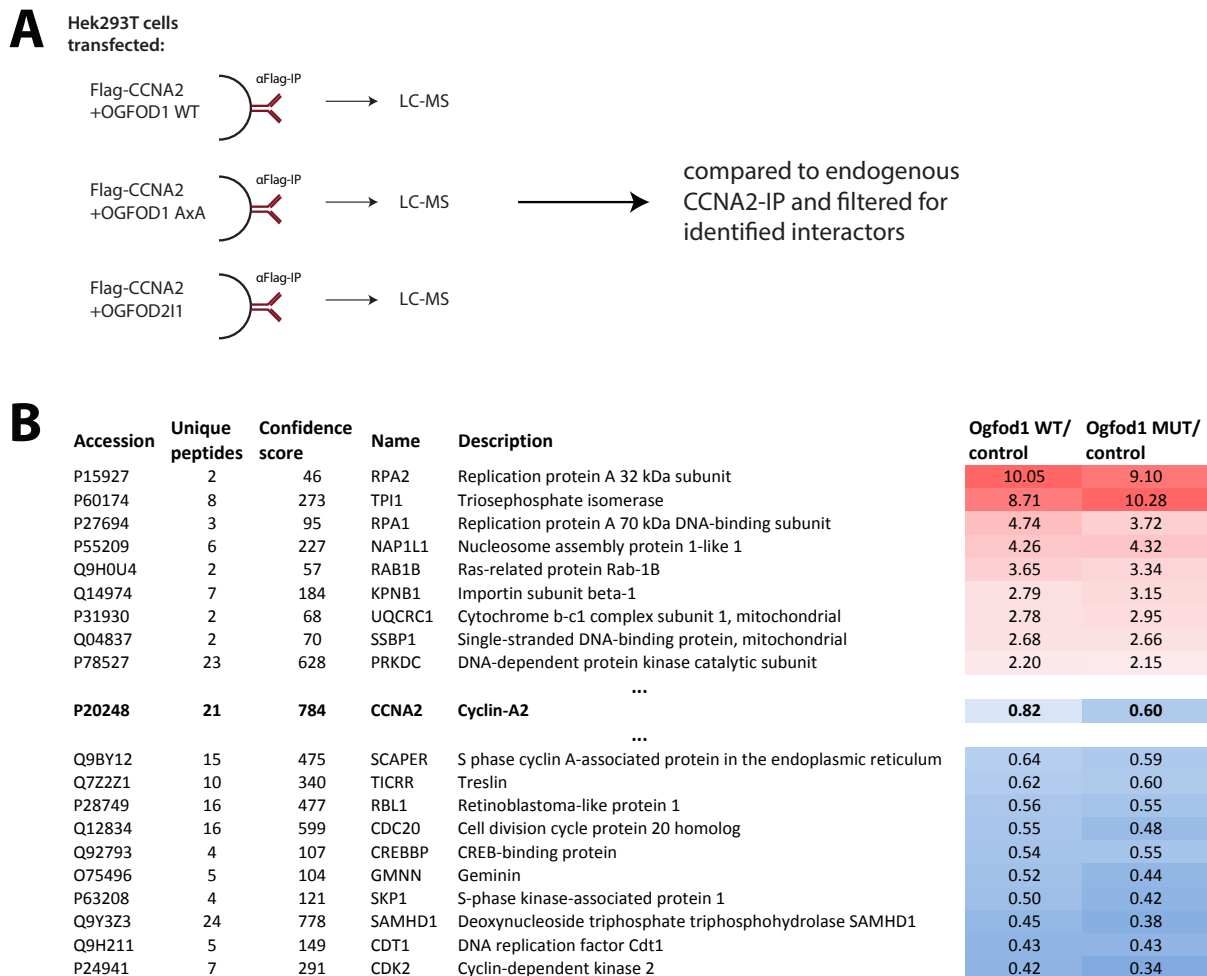 A
Hek293T cells
transfected:
Flag-CCNA2
+OGFOD1 WT
αFlag-IP
LC-MS
Flag-CCNA2
+OGFOD1 AxA
αFlag-IP
LC-MS
Flag-CCNA2
+OGFOD2I1
αFlag-IP
LC-MS
compared to endogenous
CCNA2-IP and filtered for
identified interactors
B
Accession Unique peptides Confidence score Name Description Ogfod1 WT/ control Ogfod1 MUT/ control
P15927 2 46 RPA2 Replication protein A 32 kDa subunit 10.05 9.10
P60174 8 273 TPI1 Triosephosphate isomerase 8.71 10.28
P27694 3 95 RPA1 Replication protein A 70 kDa DNA-binding subunit 4.74 3.72
P55209 6 227 NAP1L1 Nucleosome assembly protein 1-like 1 4.26 4.32
Q9H0U4 2 57 RAB1B Ras-related protein Rab-1B 3.65 3.34
Q14974 7 184 KPNB1 Importin subunit beta-1 2.79 3.15
P31930 2 68 UQCRC1 Cytochrome b-c1 complex subunit 1, mitochondrial 2.78 2.95
Q04837 2 70 SSBP1 Single-stranded DNA-binding protein, mitochondrial 2.68 2.66
P78527 23 628 PRKDC DNA-dependent protein kinase catalytic subunit 2.20 2.15
...
P20248 21 784 CCNA2 Cyclin-A2 0.82 0.60
...
Q9BY12 15 475 SCAPER S phase cyclin A-associated protein in the endoplasmic reticulum 0.64 0.59
Q7Z2Z1 10 340 TICRR Treslin 0.62 0.60
P28749 16 477 RBL1 Retinoblastoma-like protein 1 0.56 0.55
Q12834 16 599 CDC20 Cell division cycle protein 20 homolog 0.55 0.48
Q92793 4 107 CREBBP CREB-binding protein 0.54 0.55
O75496 5 104 GMNN Geminin 0.52 0.44
P63208 4 121 SKP1 S-phase kinase-associated protein 1 0.50 0.42
Q9Y3Z3 24 778 SAMHD1 Deoxynucleoside triphosphate triphosphohydrolase SAMHD1 0.45 0.38
Q9H211 5 149 CDT1 DNA replication factor Cdt1 0.43 0.43
P24941 7 291 CDK2 Cyclin-dependent kinase 2 0.42 0.34